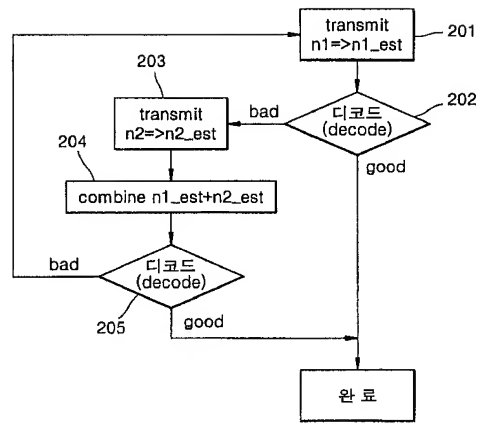 transmit
n1=>n1_est
201
203
202
transmit
n2=>n2_est
bad
디코드
(decode)
204
good
combine n1_est+n2_est
bad
디코드
(decode)
205
good
완 료